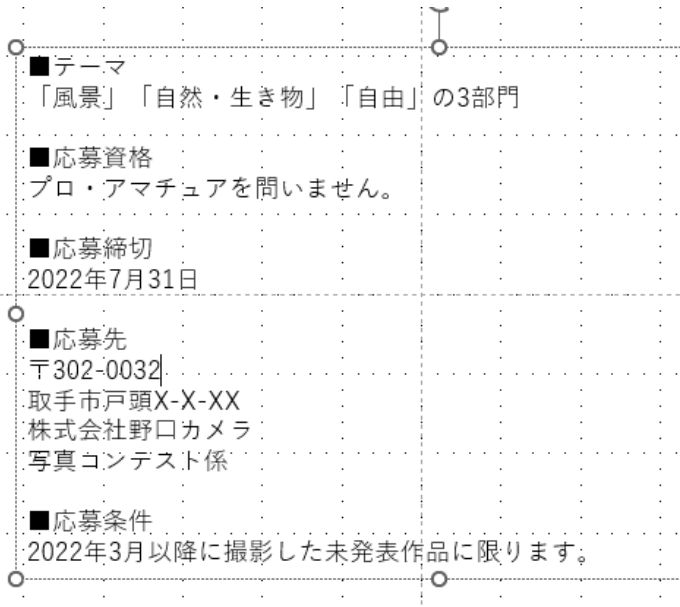 ■テーマ
「風景」「自然・生き物」「自由」の3部門
■応募資格
プロ・アマチュアを問いません。
■応募締切
2022年7月31日
■応募先
〒302-0032
取手市戸頭X-X-XX
株式会社野口カメラ
写真コンテスト係
■応募条件
2022年3月以降に撮影した未発表作品に限ります。